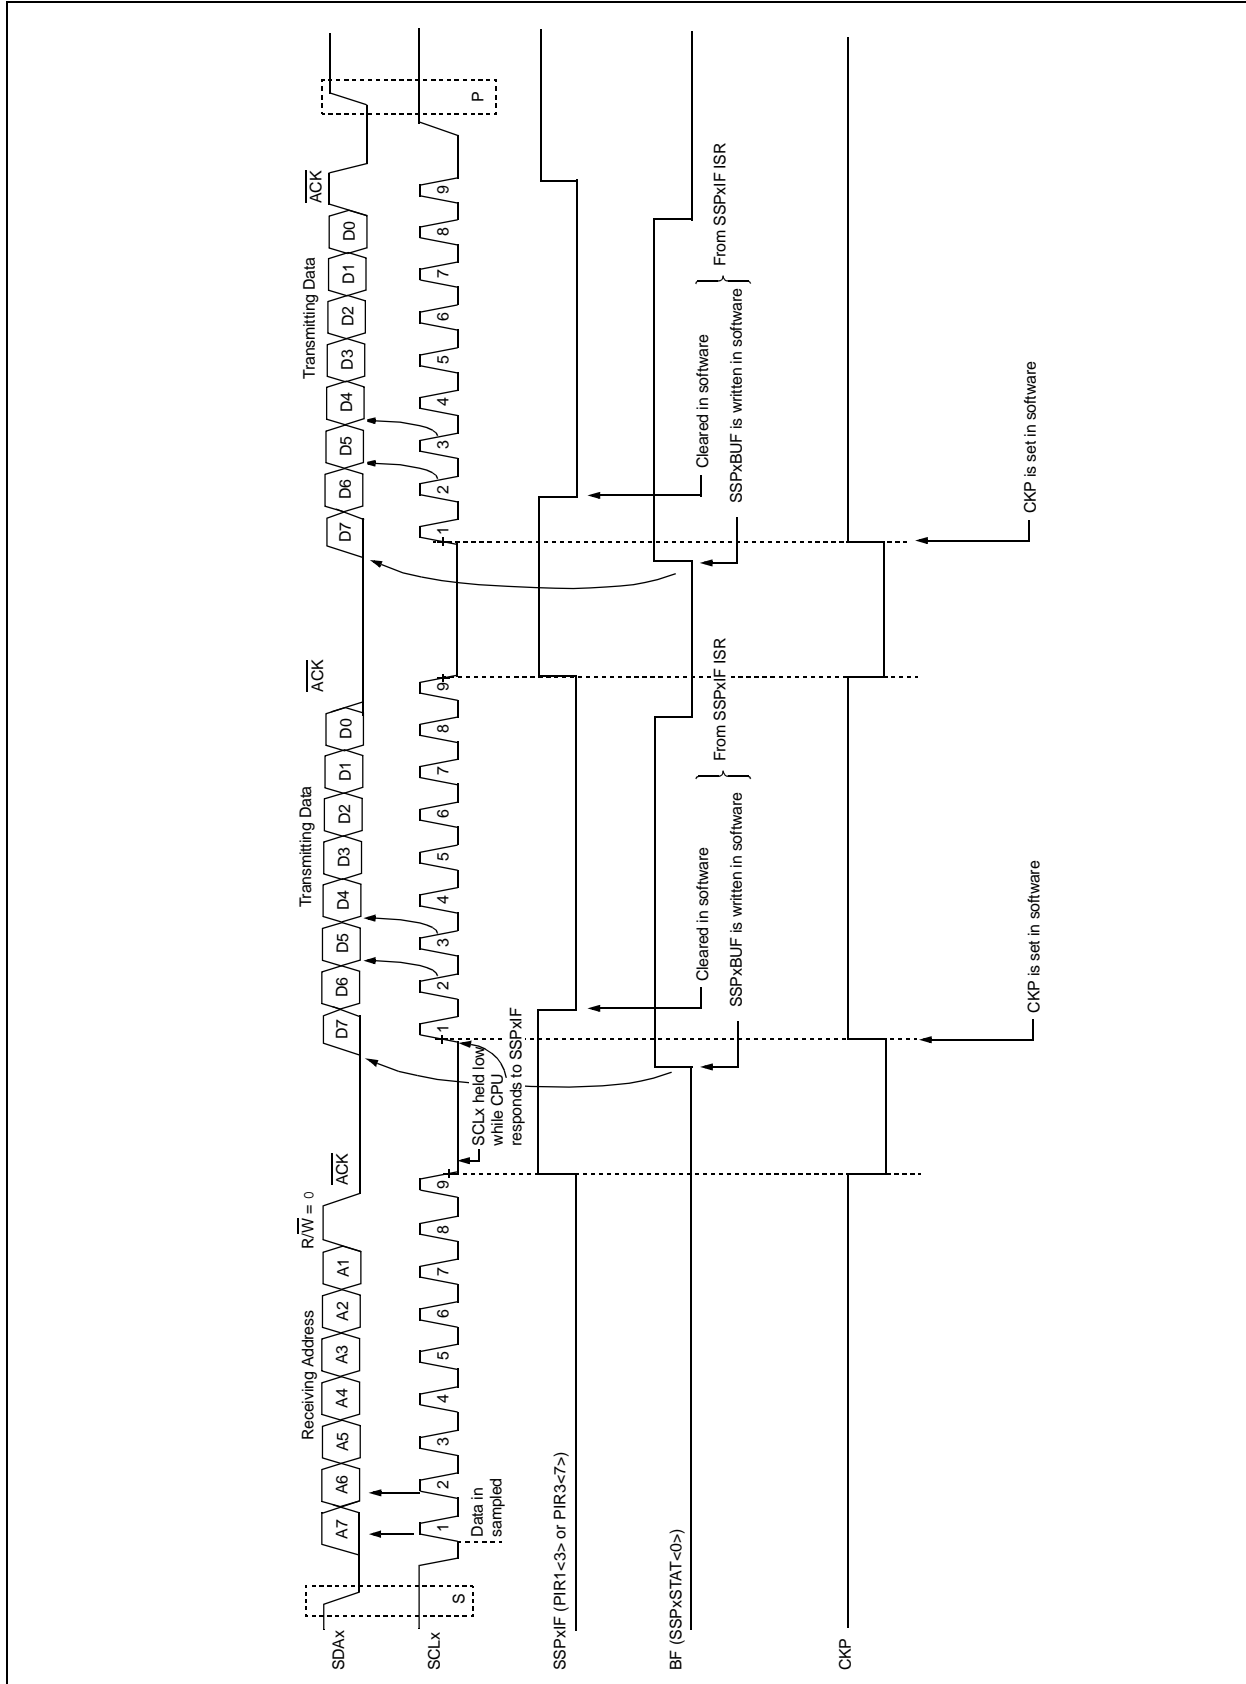 Receiving Address
R/W = 0
ACK
Transmitting Data
ACK
Transmitting Data
ACK
SDAx
A7 A6 A5 A4 A3 A2 A1
D7 D6 D5 D4 D3 D2 D1 D0
D7 D6 D5 D4 D3 D2 D1 D0
SCLx
1 2 3 4 5 6 7 8 9
1 2 3 4 5 6 7 8 9
1 2 3 4 5 6 7 8 9
S
P
Data in
sampled
SCLx held low
while CPU
responds to SSPxIF
SSPxIF (PIR1<3> or PIR3<7>)
BF (SSPxSTAT<0>)
Cleared in software
SSPxBUF is written in software
From SSPxIF ISR
Cleared in software
SSPxBUF is written in software
From SSPxIF ISR
CKP
CKP is set in software
CKP is set in software